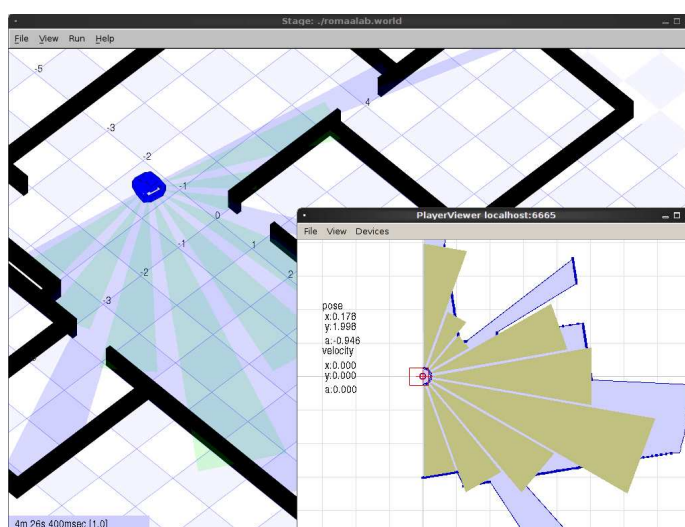 Stage: ./romaalab.world
File View Run Help
-5
4
-3
-2
-1
0
-1
1
-2
2
-3
PlayerViewer localhost:6665
File View Devices
pose
x:0.178
y:1.998
a:-0.946
velocity
x:0.000
y:0.000
a:0.000
4m 26s 400msec [1.0]